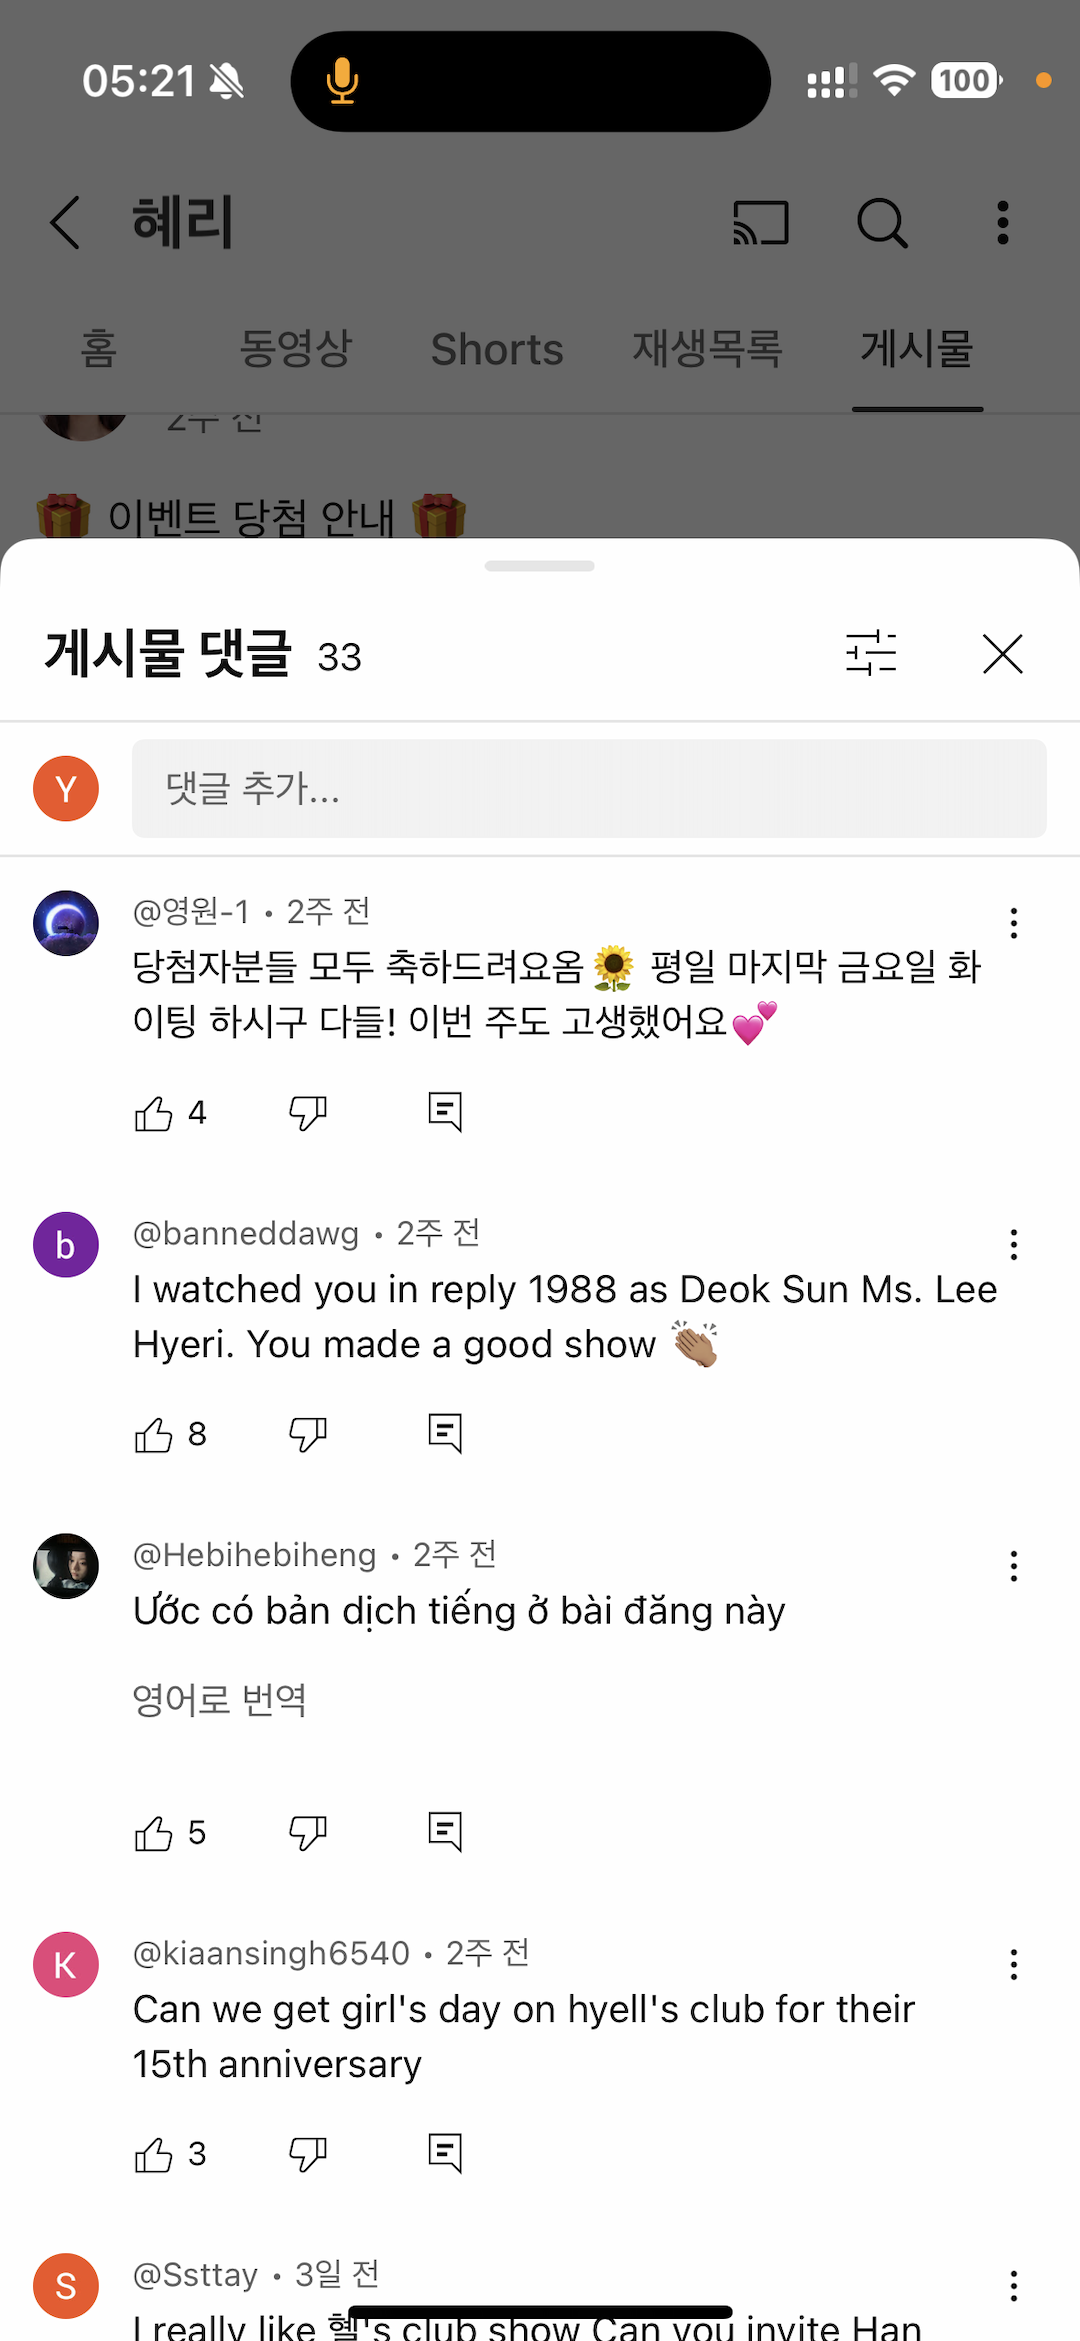 05:21
100
혜리
홈 동영상 Shorts 재생목록 게시물
2주 전
🎁 이벤트 당첨 안내 🎁
게시물 댓글 33
Y
댓글 추가...
@영원-1 • 2주 전
당첨자분들 모두 축하드려요옴🌻 평일 마지막 금요일 화
이팅 하시구 다들! 이번 주도 고생했어요💕
4
b
@banneddawg • 2주 전
I watched you in reply 1988 as Deok Sun Ms. Lee
Hyeri. You made a good show 👏🏽
8
@Hebihebiheng • 2주 전
Ước có bản dịch tiếng ở bài đăng này
영어로 번역
5
K
@kiaansingh6540 • 2주 전
Can we get girl's day on hyell's club for their
15th anniversary
3
S
@Ssttay • 3일 전
I really like 혤's club show Can you invite Han